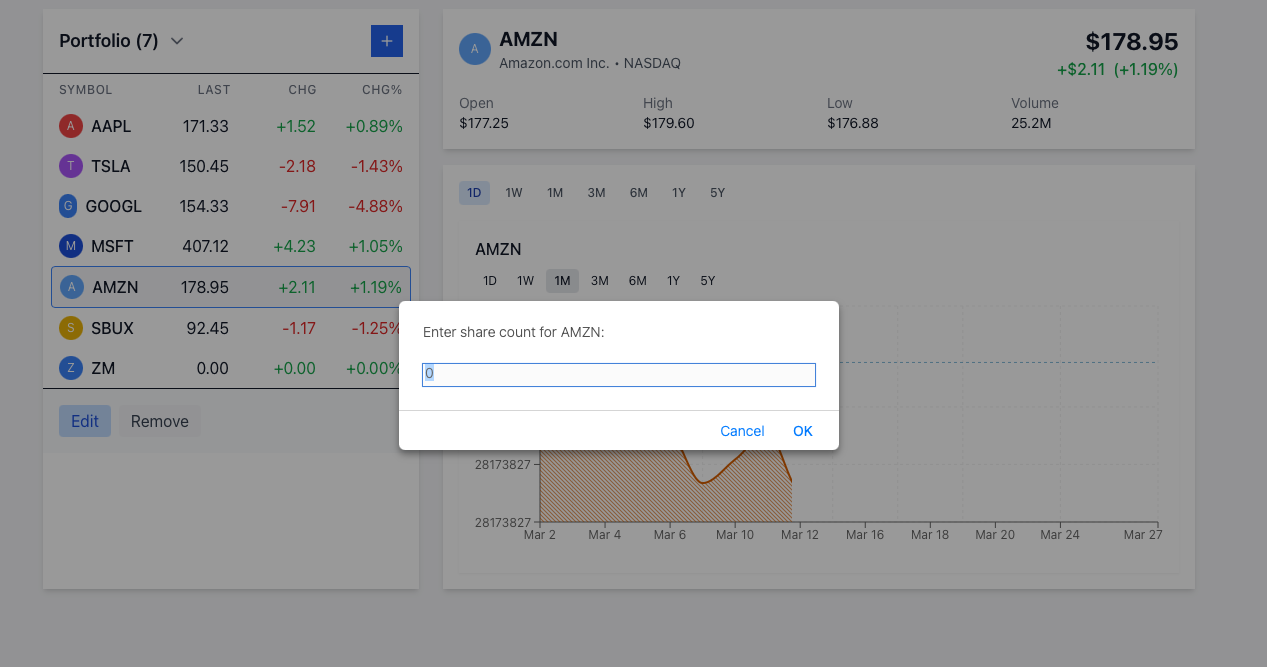 Portfolio (7)
+
SYMBOL LAST CHG CHG%
A AAPL 171.33 +1.52 +0.89%
T TSLA 150.45 -2.18 -1.43%
G GOOGL 154.33 -7.91 -4.88%
M MSFT 407.12 +4.23 +1.05%
A AMZN 178.95 +2.11 +1.19%
S SBUX 92.45 -1.17 -1.25%
Z ZM 0.00 +0.00 +0.00%
Edit Remove
A AMZN
Amazon.com Inc. • NASDAQ
$178.95
+$2.11 (+1.19%)
Open High Low Volume
$177.25 $179.60 $176.88 25.2M
1D 1W 1M 3M 6M 1Y 5Y
AMZN
1D 1W 1M 3M 6M 1Y 5Y
Enter share count for AMZN:
0
Cancel OK
28173827
28173827
Mar 2 Mar 4 Mar 6 Mar 10 Mar 12 Mar 16 Mar 18 Mar 20 Mar 24 Mar 27